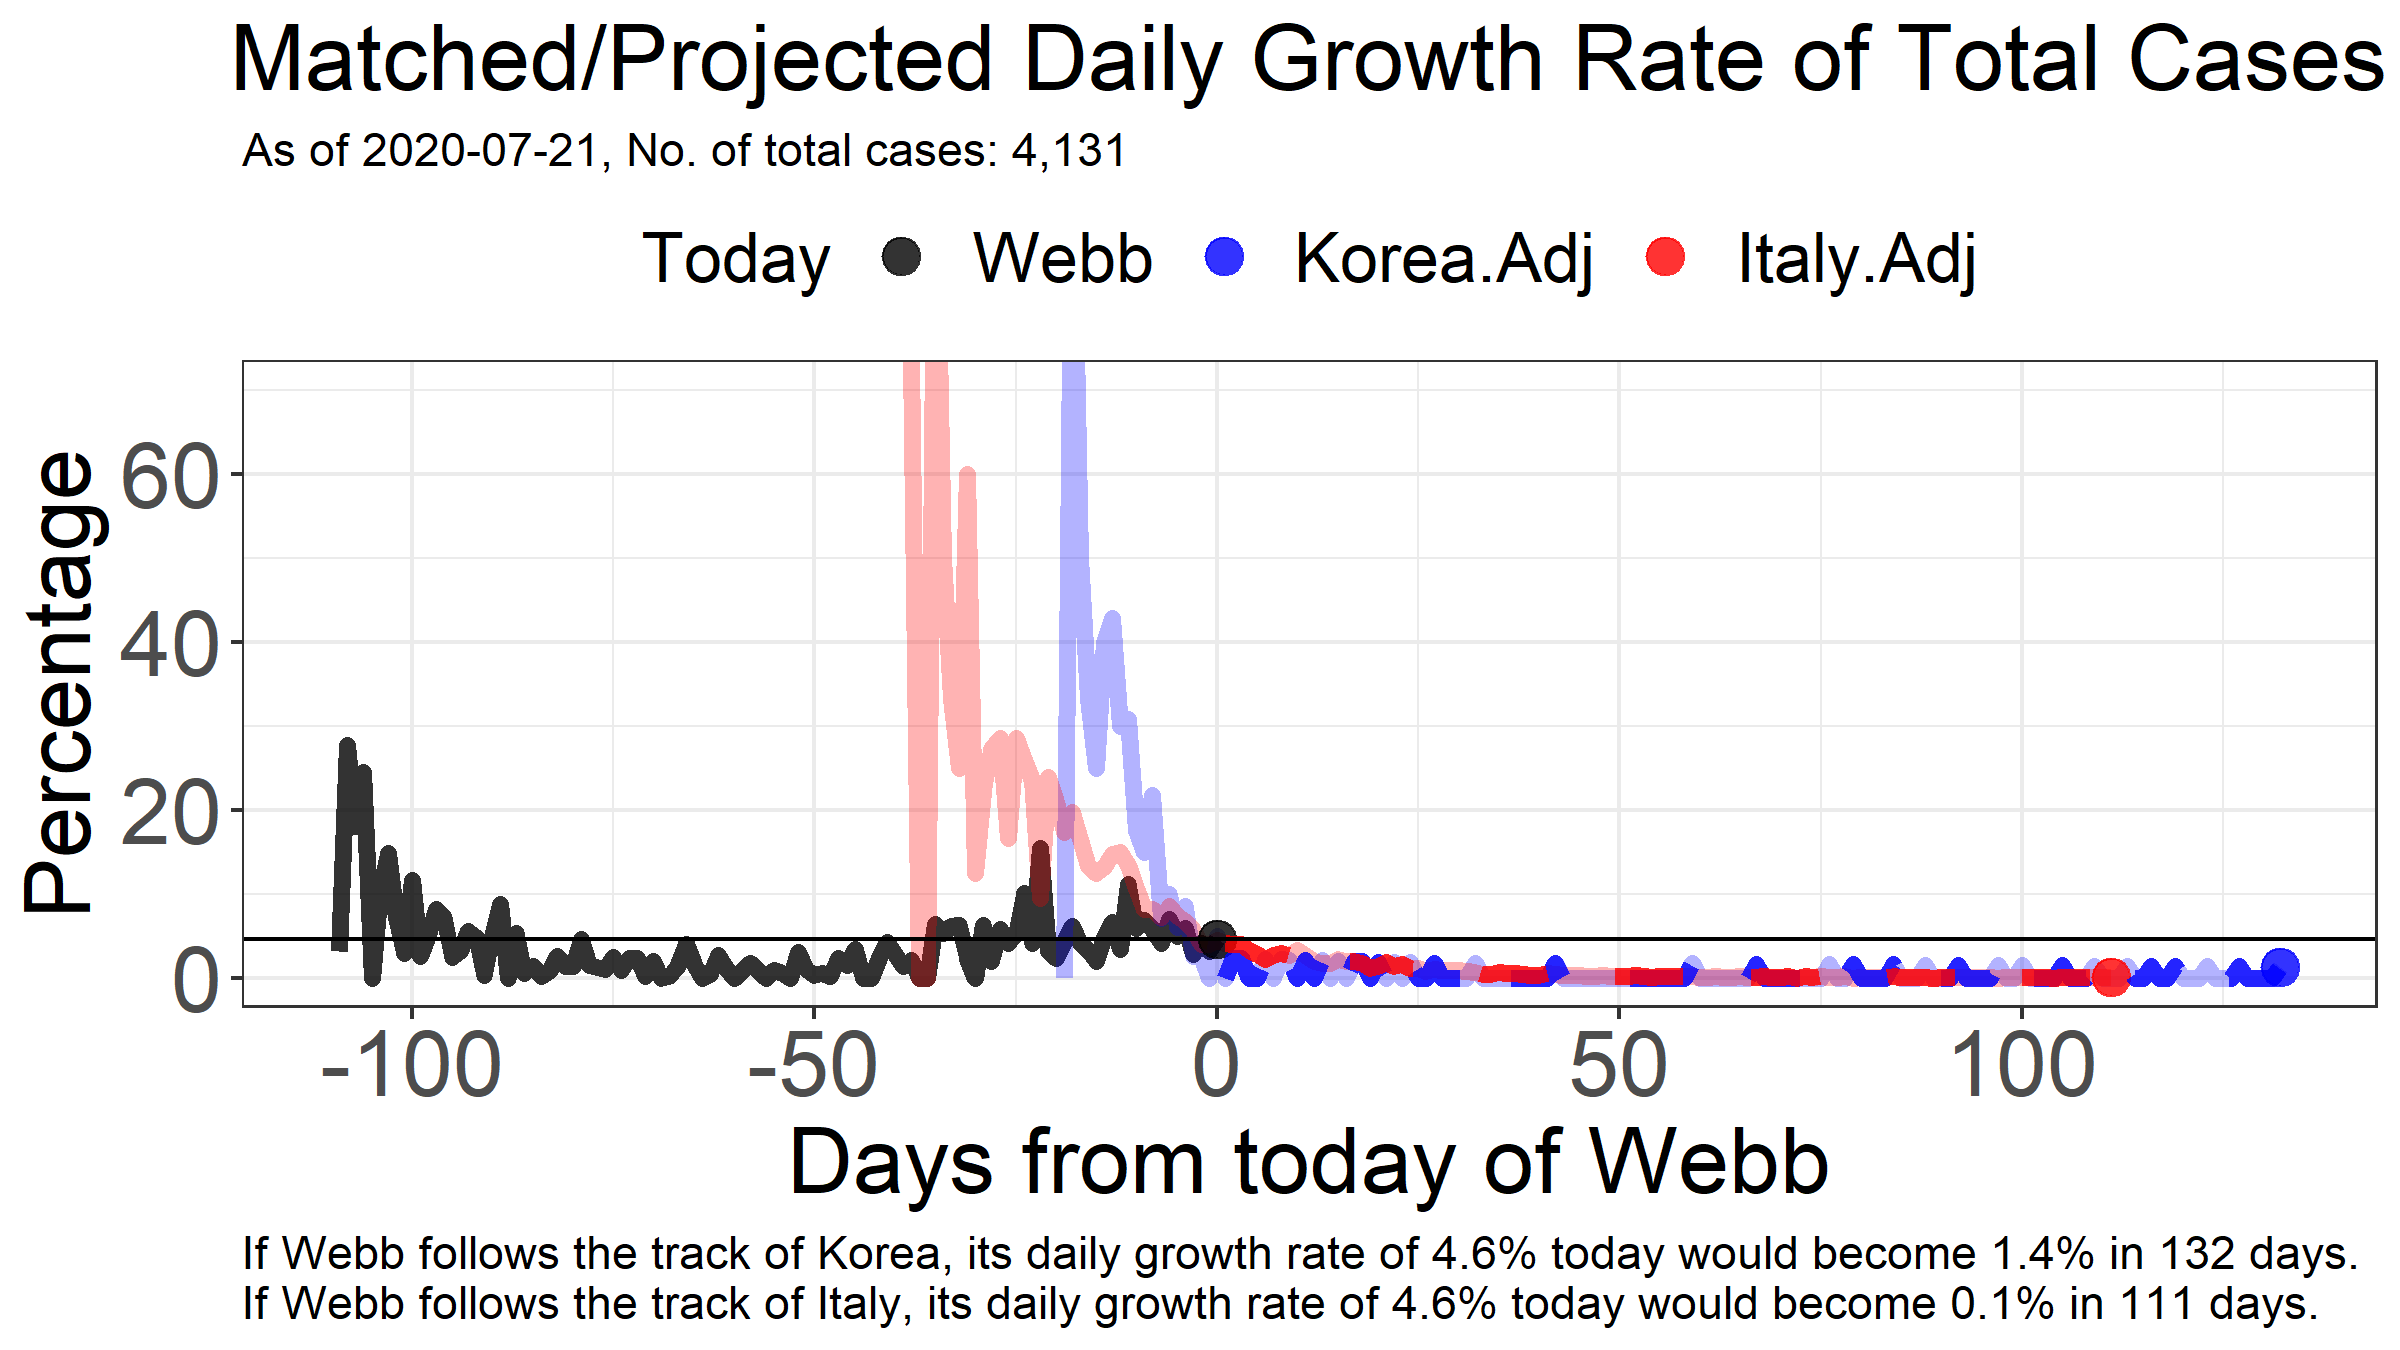 Matched/Projected Daily Growth Rate of Total Cases
As of 2020-07-21, No. of total cases: 4,131
Today Webb Korea.Adj Italy.Adj
Percentage
60
40
20
0
-100 -50 0 50 100
Days from today of Webb
If Webb follows the track of Korea, its daily growth rate of 4.6% today would become 1.4% in 132 days.
If Webb follows the track of Italy, its daily growth rate of 4.6% today would become 0.1% in 111 days.